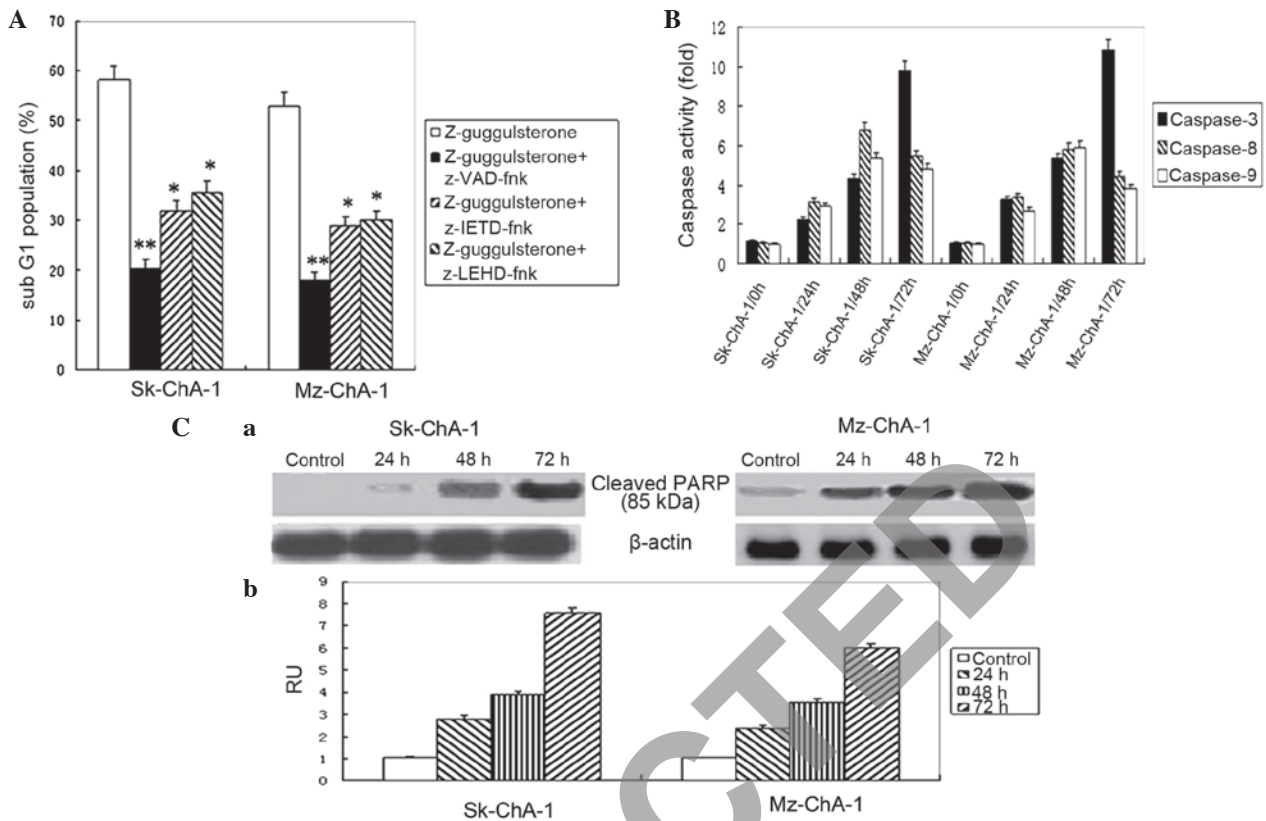 A
sub G1 population (%)
70
60
50
40
30
20
10
0
**
*
*
**
*
*
Sk-ChA-1
Mz-ChA-1
Z-guggulsterone
Z-guggulsterone+
z-VAD-fnk
Z-guggulsterone+
z-IETD-fnk
Z-guggulsterone+
z-LEHD-fnk
B
Caspase activity (fold)
12
10
8
6
4
2
0
Sk-ChA-1/0h
Sk-ChA-1/24h
Sk-ChA-1/48h
Sk-ChA-1/72h
Mz-ChA-1/0h
Mz-ChA-1/24h
Mz-ChA-1/48h
Mz-ChA-1/72h
Caspase-3
Caspase-8
Caspase-9
C
a
Sk-ChA-1
Control 24 h 48 h 72 h
Cleaved PARP
(85 kDa)
β-actin
Mz-ChA-1
Control 24 h 48 h 72 h
b
RU
9
8
7
6
5
4
3
2
1
0
Sk-ChA-1
Mz-ChA-1
Control
24 h
48 h
72 h
CTED